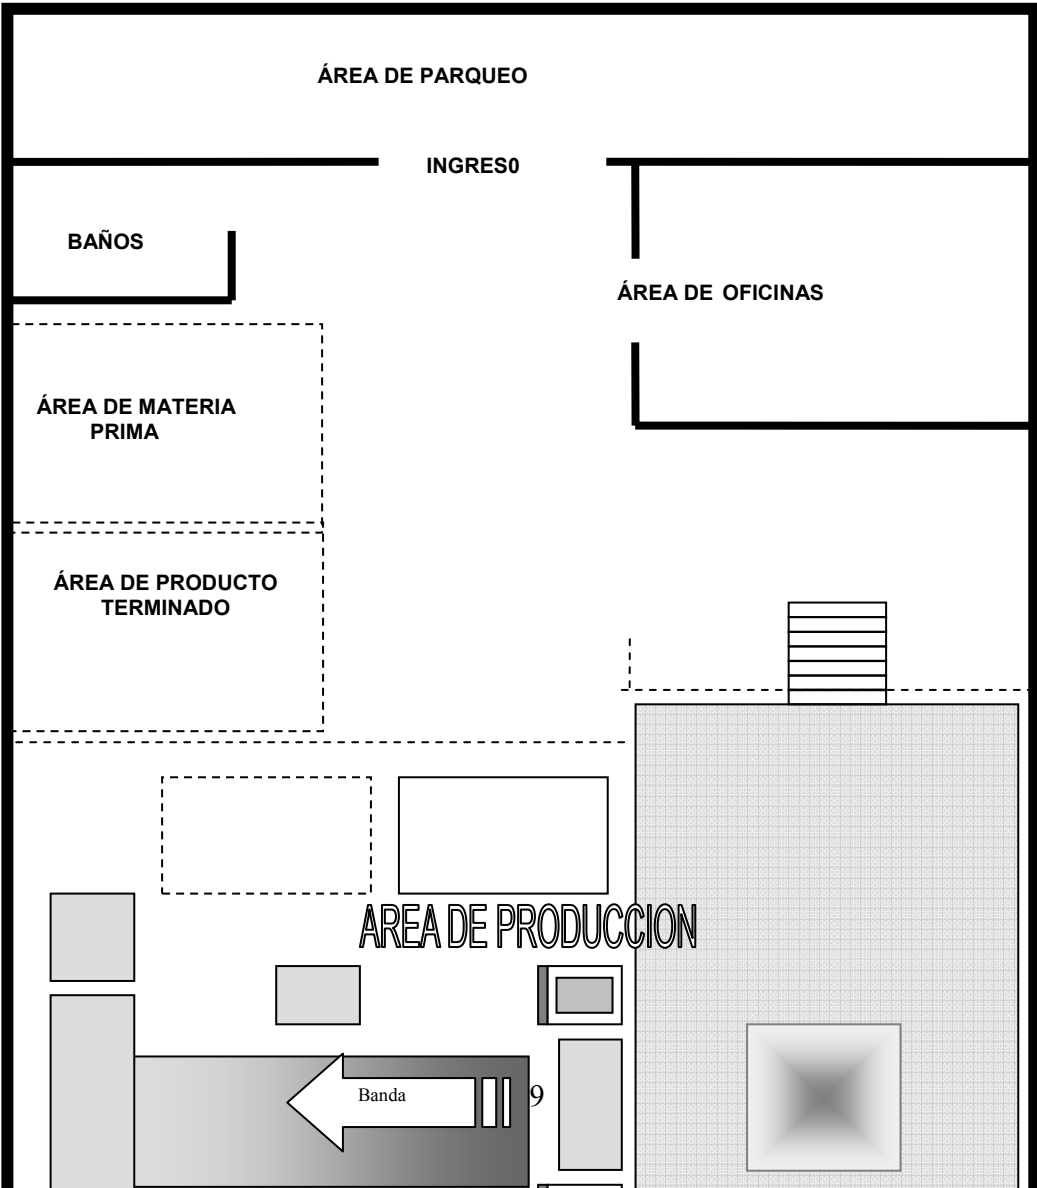 ÁREA DE PARQUEO
INGRES0
BAÑOS
ÁREA DE OFICINAS
ÁREA DE MATERIA
PRIMA
ÁREA DE PRODUCTO
TERMINADO
AREA DE PRODUCCION
Banda
9